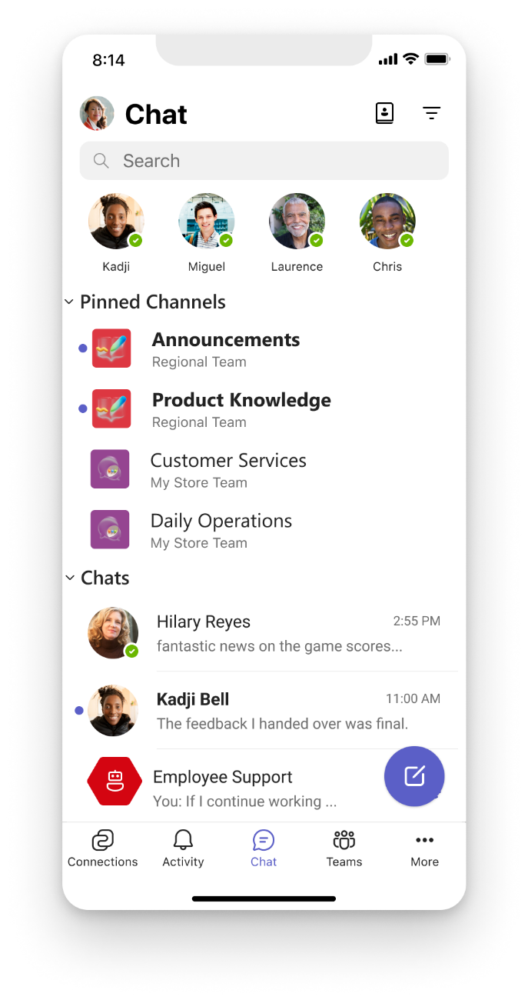 8:14
Chat
Search
Kadji Miguel Laurence Chris
Pinned Channels
Announcements
Regional Team
Product Knowledge
Regional Team
Customer Services
My Store Team
Daily Operations
My Store Team
Chats
Hilary Reyes 2:55 PM
fantastic news on the game scores...
Kadji Bell 11:00 AM
The feedback I handed over was final.
Employee Support
You: If I continue working ...
Connections Activity Chat Teams More